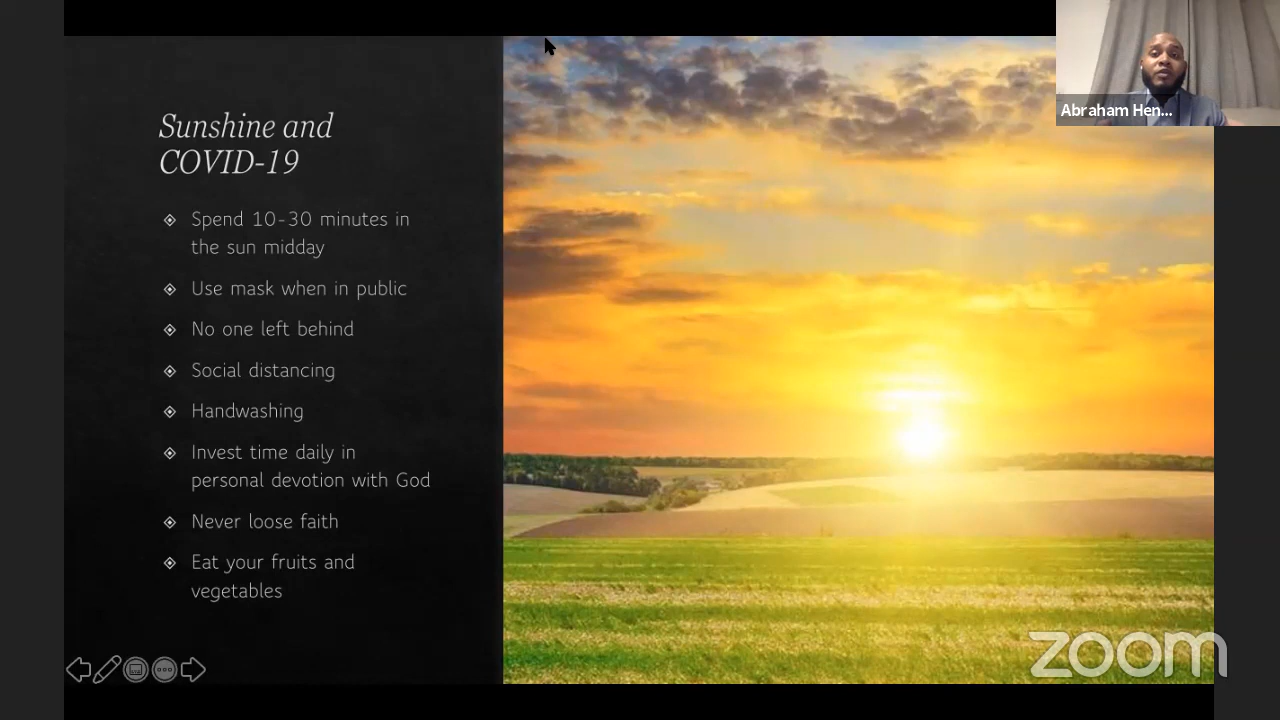 Sunshine and
COVID-19
Spend 10-30 minutes in
the sun midday
Use mask when in public
No one left behind
Social distancing
Handwashing
Invest time daily in
personal devotion with God
Never loose faith
Eat your fruits and
vegetables
Abraham Hen...
zoom